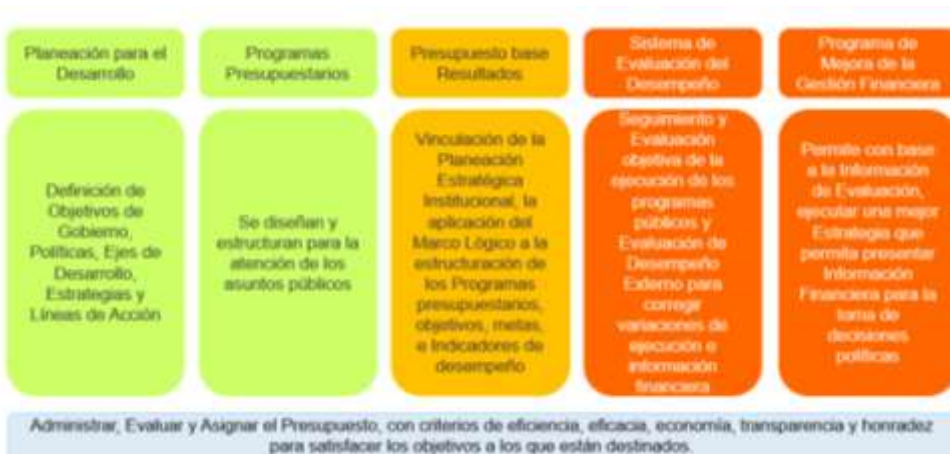 Planeación para el
Desarrollo
Programas
Presupuestarios
Presupuesto base
Resultados
Sistema de
Evaluación del
Desempeño
Programa de
Mejora de la
Gestión Financiera
Definición de
Objetivos de
Gobierno,
Políticas, Ejes de
Desarrollo,
Estrategias y
Líneas de Acción
Se diseñan y
estructuran para la
atención de los
asuntos públicos
Vinculación de la
Planeación
Estratégica
Institucional, la
aplicación del
Marco Lógico a la
estructuración de
los Programas
presupuestarios,
objetivos, metas,
e Indicadores de
desempeño
Seguimiento y
Evaluación
objetiva de la
ejecución de los
programas
públicos y
Evaluación de
Desempeño
Externo para
corregir
variaciones de
ejecución e
información
financiera
Permite con base
a la Información
de Evaluación,
ejecutar una mejor
Estrategia que
permita presentar
Información
Financiera para la
toma de
decisiones
políticas
Administrar, Evaluar y Asignar el Presupuesto, con criterios de eficiencia, eficacia, economía, transparencia y honradez
para satisfacer los objetivos a los que están destinados.